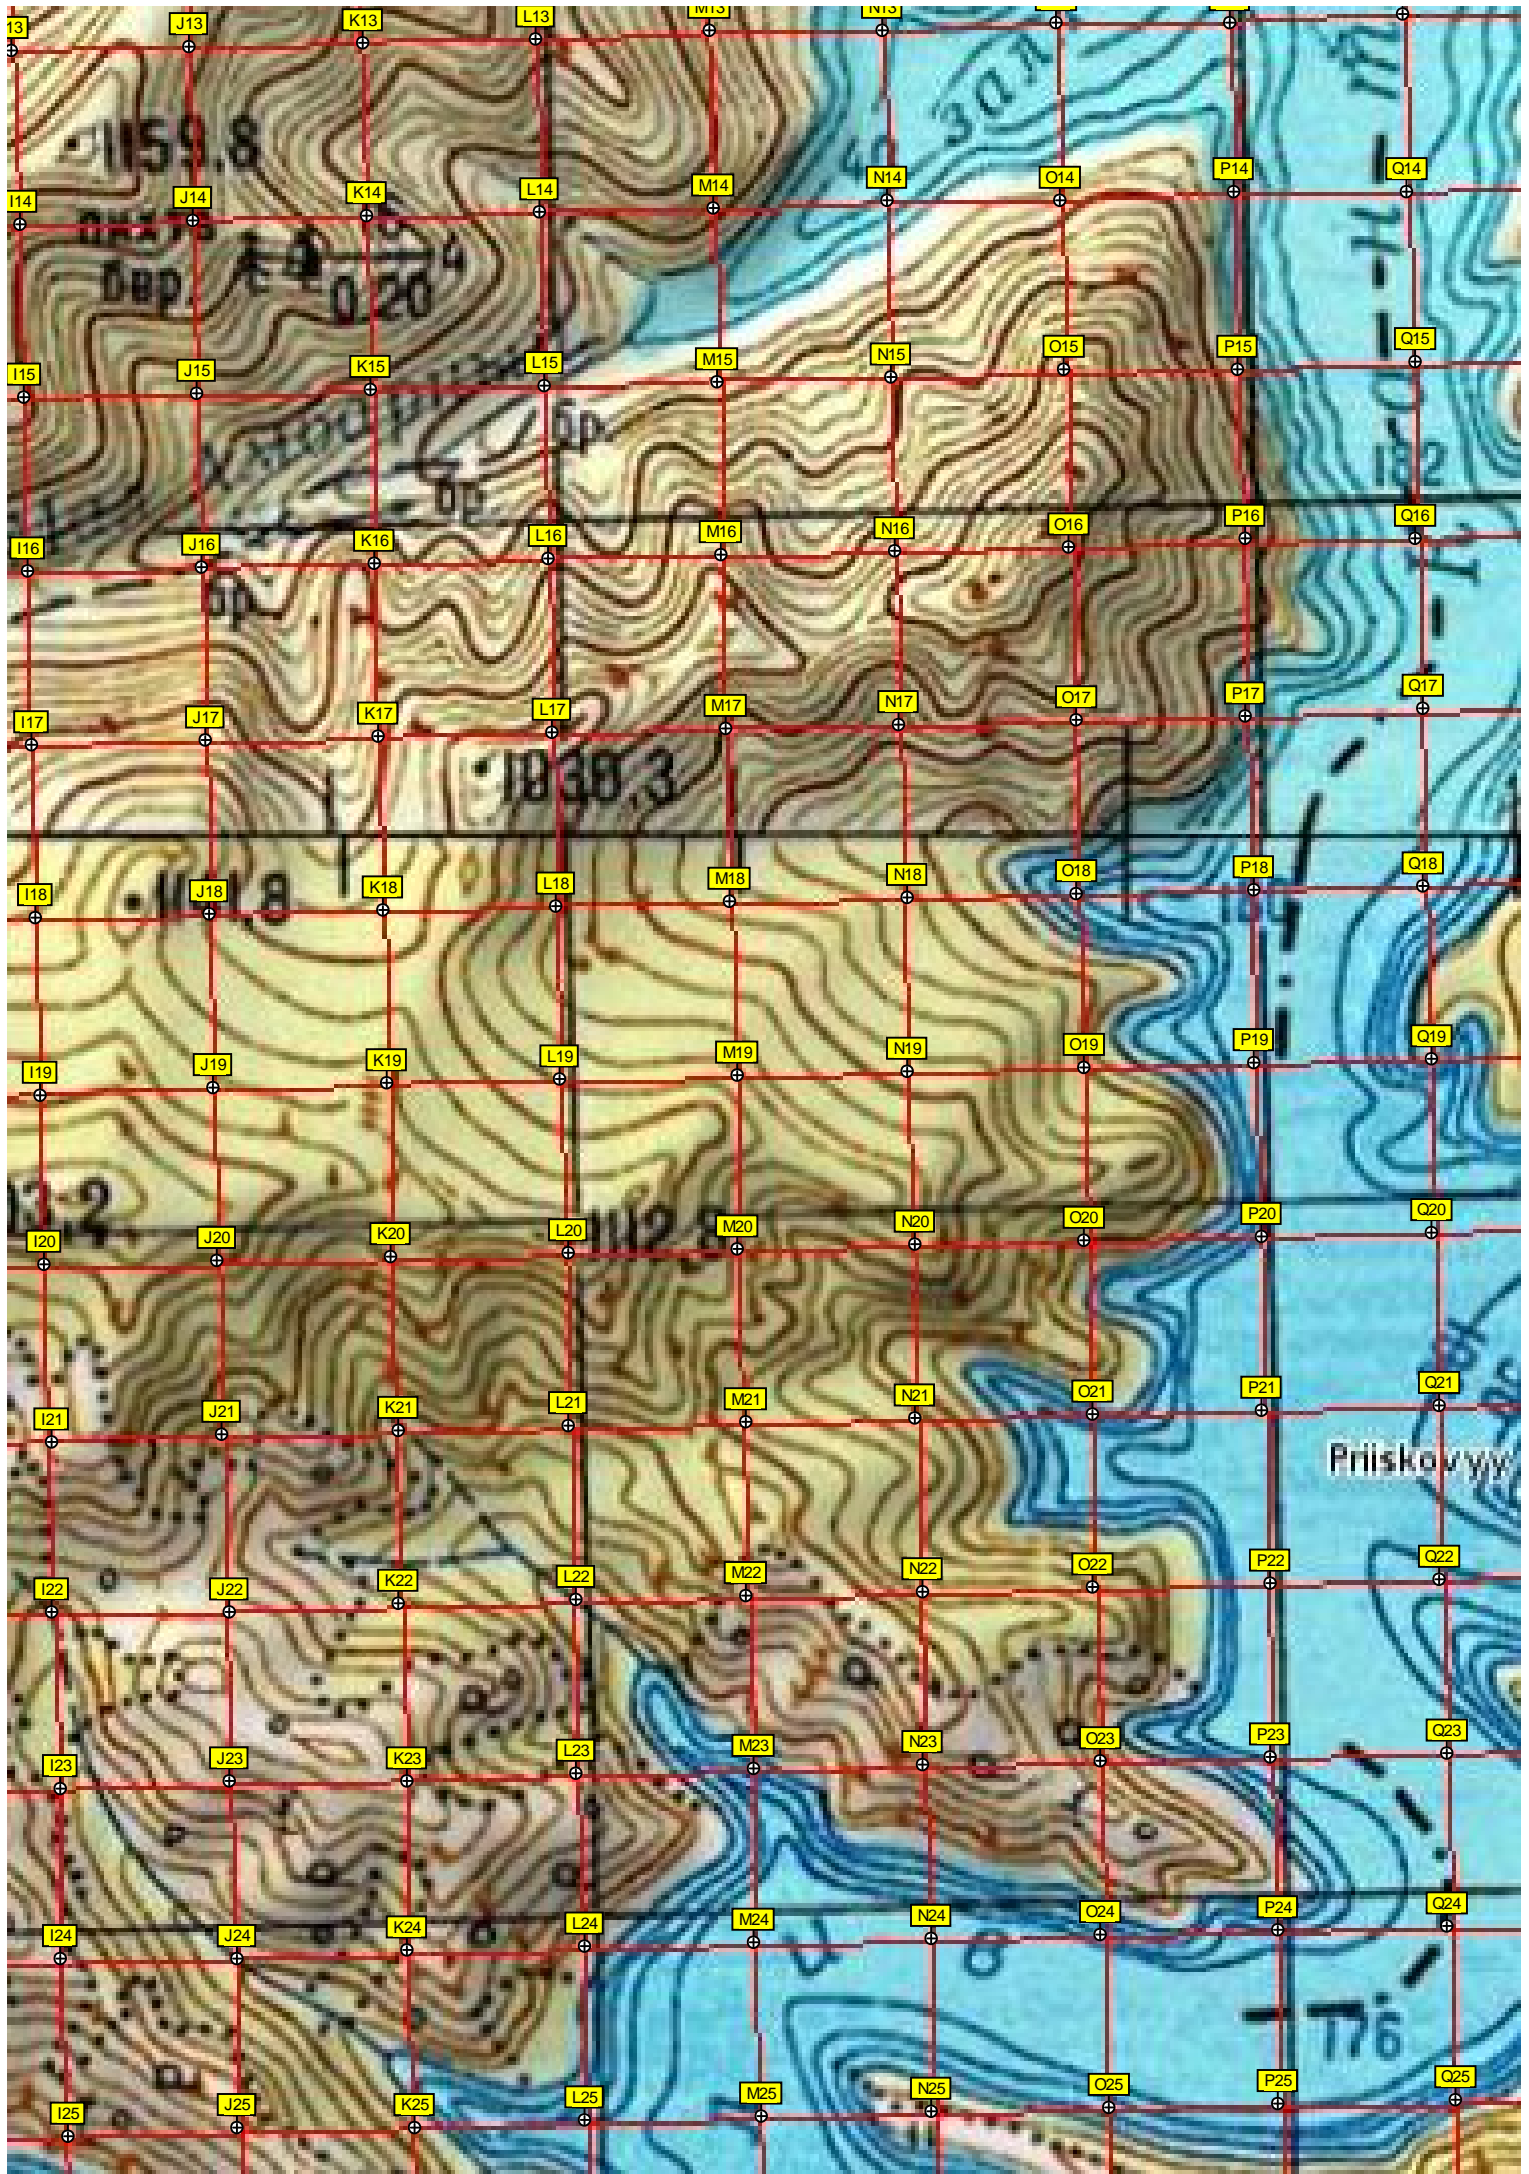 J13 K13 L13 M13 N13
зал
1159.8
I14 J14 K14 L14 M14 N14 O14 P14 Q14
0.20
I15 J15 K15 L15 M15 N15 O15 P15 Q15
бр.
182
бр.
I16 J16 K16 L16 M16 N16 O16 P16 Q16
бр.
I17 J17 K17 L17 M17 N17 O17 P17 Q17
I18 J18 K18 L18 M18 N18 O18 P18 Q18
I19 J19 K19 L19 M19 N19 O19 P19 Q19
I20 J20 K20 L20 M20 N20 O20 P20 Q20
I21 J21 K21 L21 M21 N21 O21 P21 Q21
Priiskovyy
I22 J22 K22 L22 M22 N22 O22 P22 Q22
I23 J23 K23 L23 M23 N23 O23 P23 Q23
I24 J24 K24 L24 M24 N24 O24 P24 Q24
176
I25 J25 K25 L25 M25 N25 O25 P25 Q25